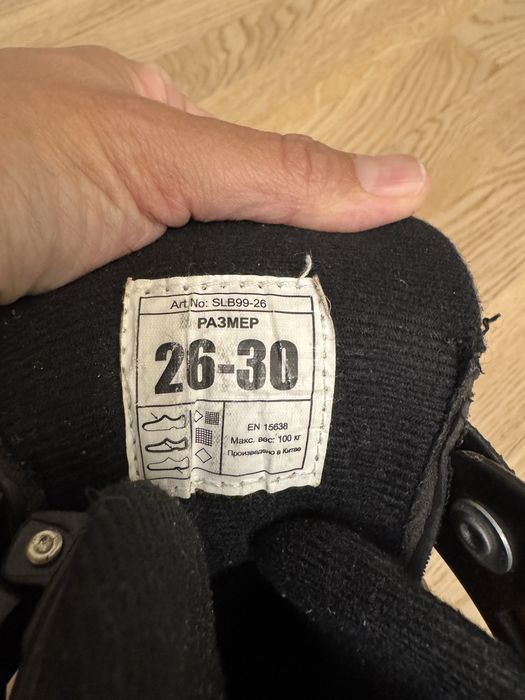 Art.No: SLB99-26
РАЗМЕР
26-30
EN 15638
Макс. вес: 100 кг
Произведено в Китае